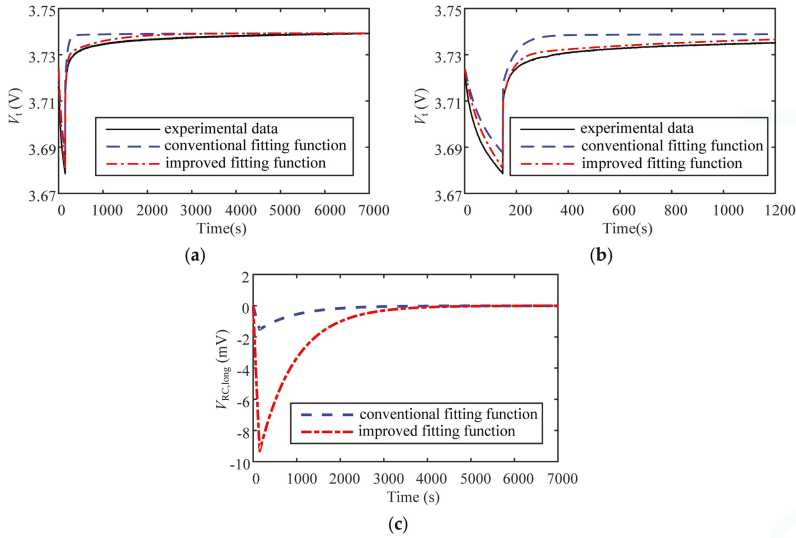 3.75
3.73
3.71
3.69
3.67
V_t (V)
experimental data
conventional fitting function
improved fitting function
0 1000 2000 3000 4000 5000 6000 7000
Time(s)
(a)
3.75
3.73
3.71
3.69
3.67
V_t (V)
experimental data
conventional fitting function
improved fitting function
0 200 400 600 800 1000 1200
Time(s)
(b)
2
0
-2
-4
-6
-8
-10
V_RC,long (mV)
conventional fitting function
improved fitting function
0 1000 2000 3000 4000 5000 6000 7000
Time (s)
(c)